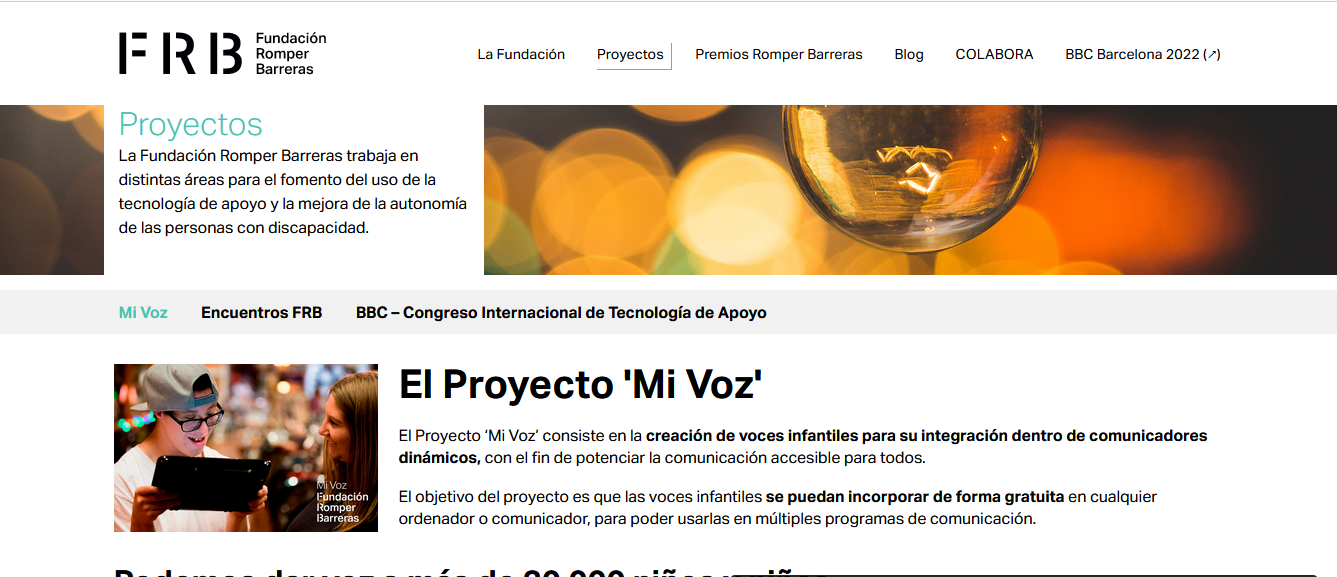 FRB
Fundación
Romper
Barreras
La Fundación Proyectos Premios Romper Barreras Blog COLABORA BBC Barcelona 2022 (↗)
Proyectos
La Fundación Romper Barreras trabaja en
distintas áreas para el fomento del uso de la
tecnología de apoyo y la mejora de la autonomía
de las personas con discapacidad.
Mi Voz Encuentros FRB BBC – Congreso Internacional de Tecnología de Apoyo
Mi Voz
Fundación
Romper
Barreras
El Proyecto 'Mi Voz'
El Proyecto ‘Mi Voz’ consiste en la creación de voces infantiles para su integración dentro de comunicadores
dinámicos, con el fin de potenciar la comunicación accesible para todos.
El objetivo del proyecto es que las voces infantiles se puedan incorporar de forma gratuita en cualquier
ordenador o comunicador, para poder usarlas en múltiples programas de comunicación.